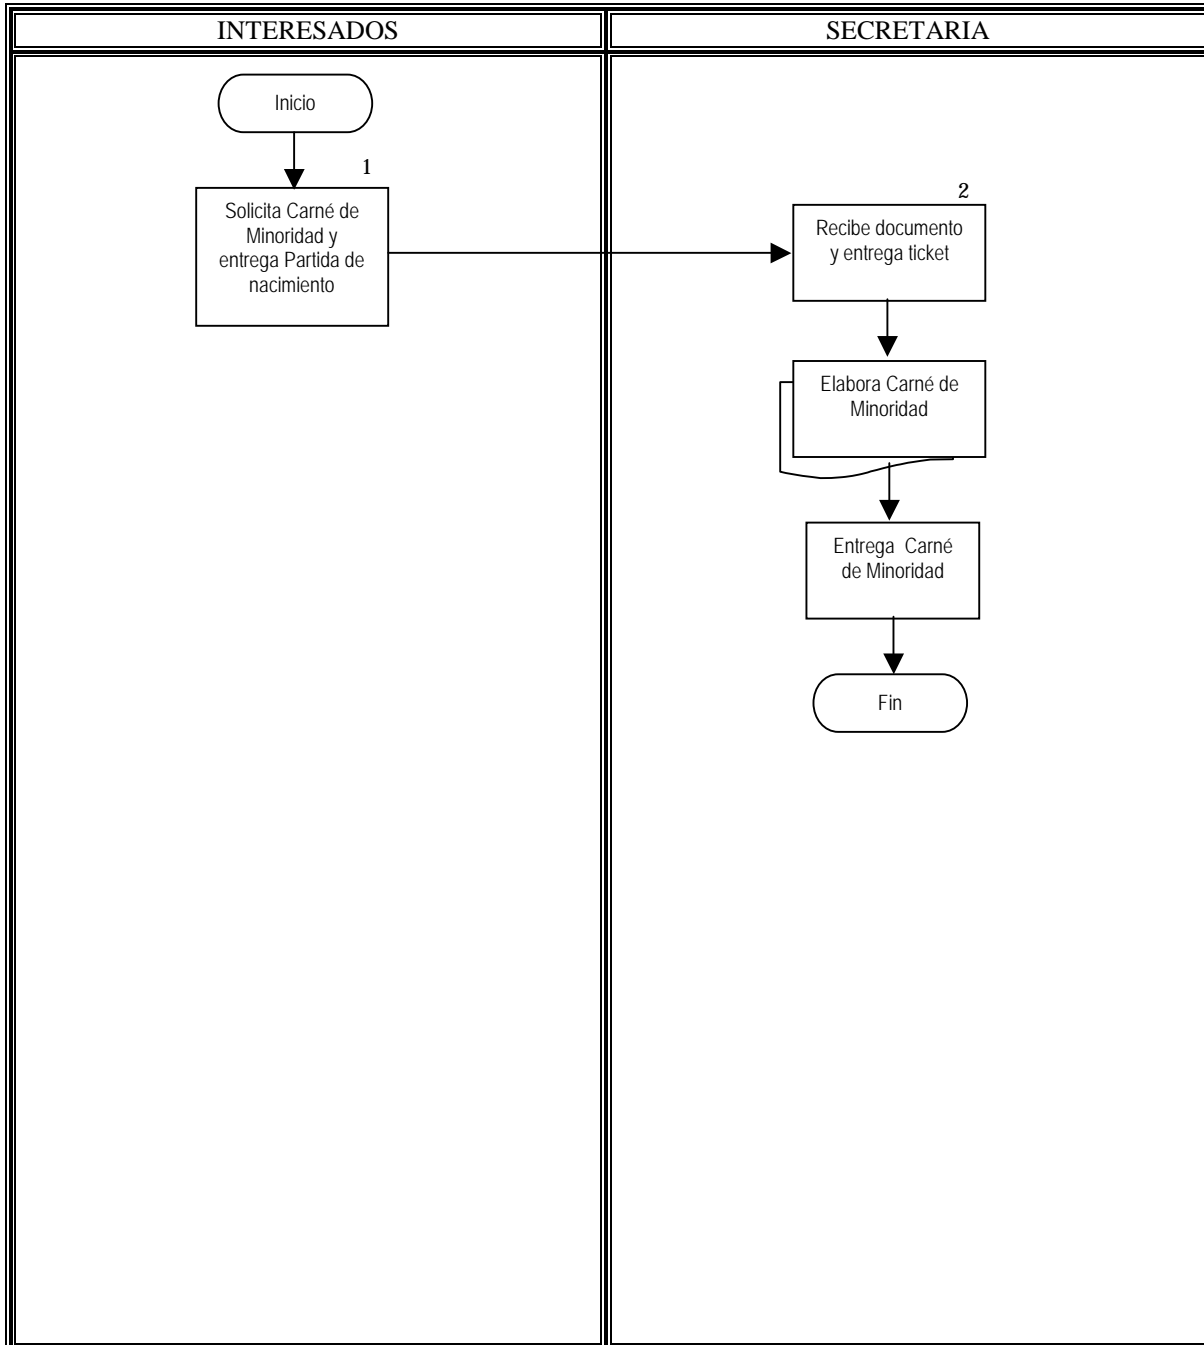 INTERESADOS
SECRETARIA
Inicio
1
Solicita Carné de
Minoridad y
entrega Partida de
nacimiento
2
Recibe documento
y entrega ticket
Elabora Carné de
Minoridad
Entrega Carné
de Minoridad
Fin